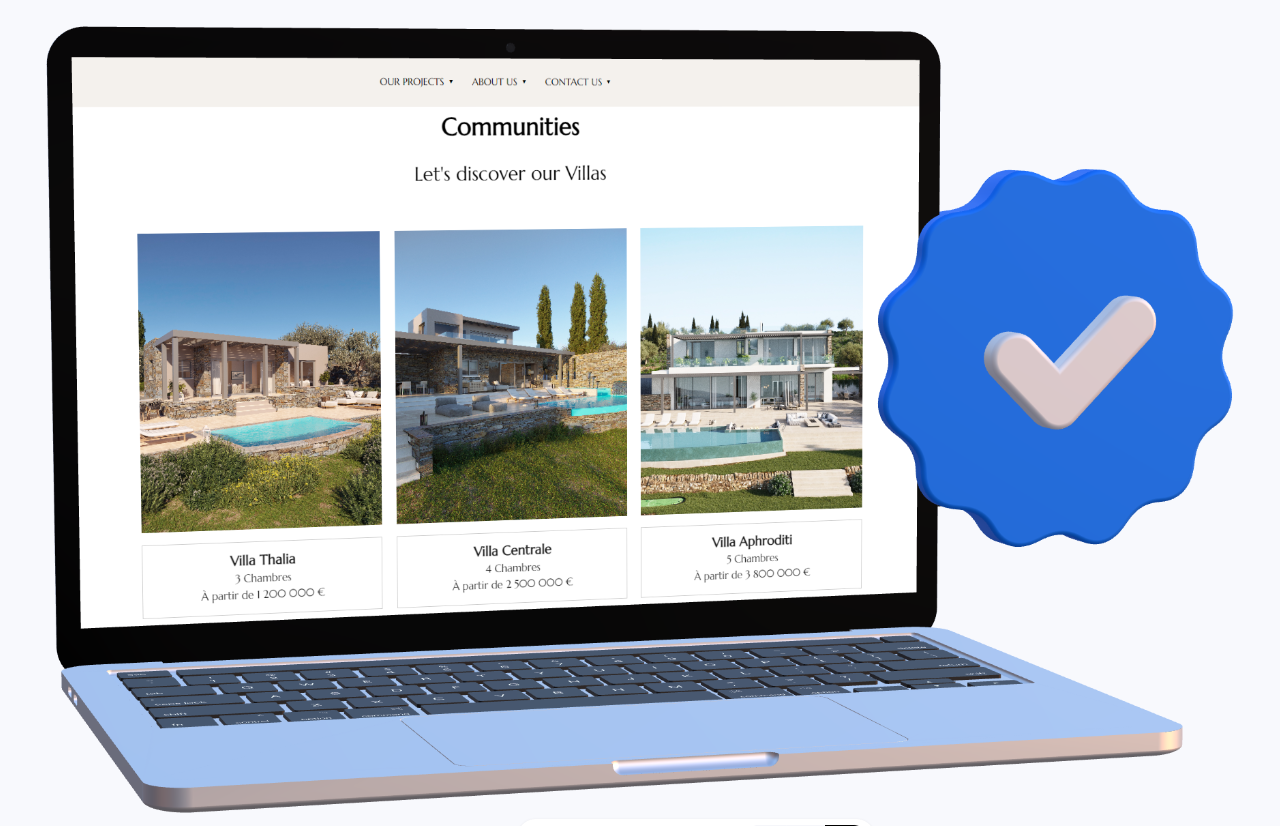 OUR PROJECTS ▼ ABOUT US ▼ CONTACT US ▼
Communities
Let's discover our Villas
Villa Thalia
3 Chambres
À partir de 1 200 000 €
Villa Centrale
4 Chambres
À partir de 2 500 000 €
Villa Aphroditi
5 Chambres
À partir de 3 800 000 €